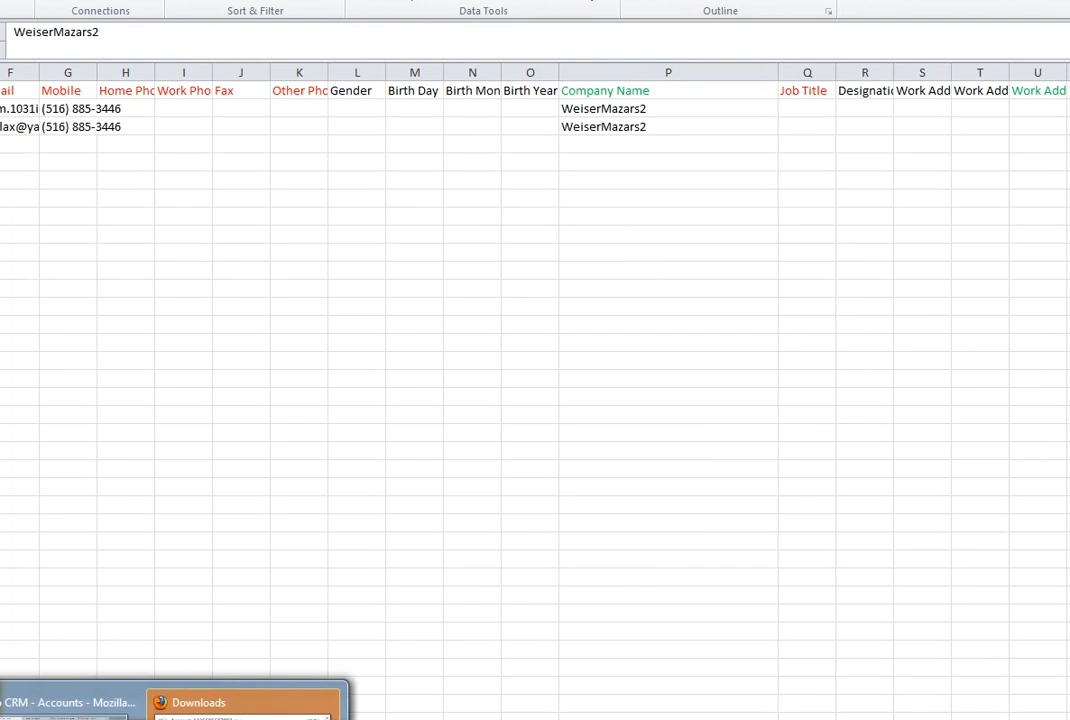 Connections Sort & Filter Data Tools Outline
WeiserMazars2
F G H I J K L M N O P Q R S T U
ail Mobile Home Pho Work Pho Fax Other Pho Gender Birth Day Birth Mon Birth Year Company Name Job Title Designatio Work Add Work Add Work Add
m.1031i (516) 885-3446 WeiserMazars2
lax@ya (516) 885-3446 WeiserMazars2
CRM - Accounts - Mozilla... Downloads